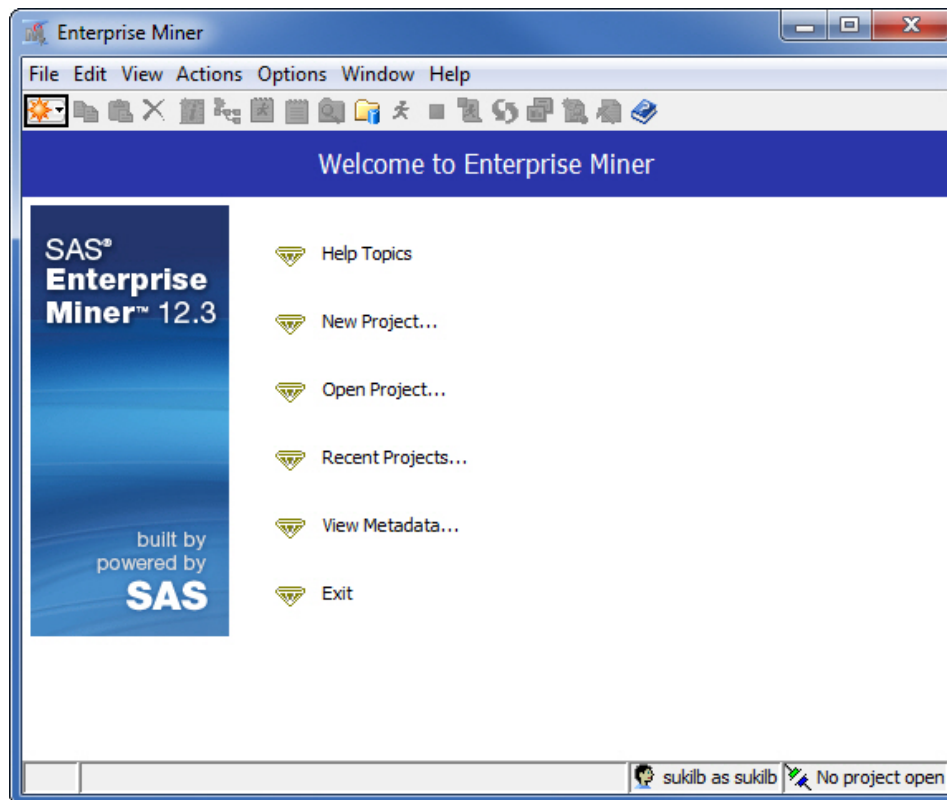 Enterprise Miner
File Edit View Actions Options Window Help
Welcome to Enterprise Miner
SAS®
Enterprise
Miner™ 12.3
Help Topics
New Project...
Open Project...
Recent Projects...
View Metadata...
Exit
built by
powered by
SAS
sukilb as sukilb
No project open